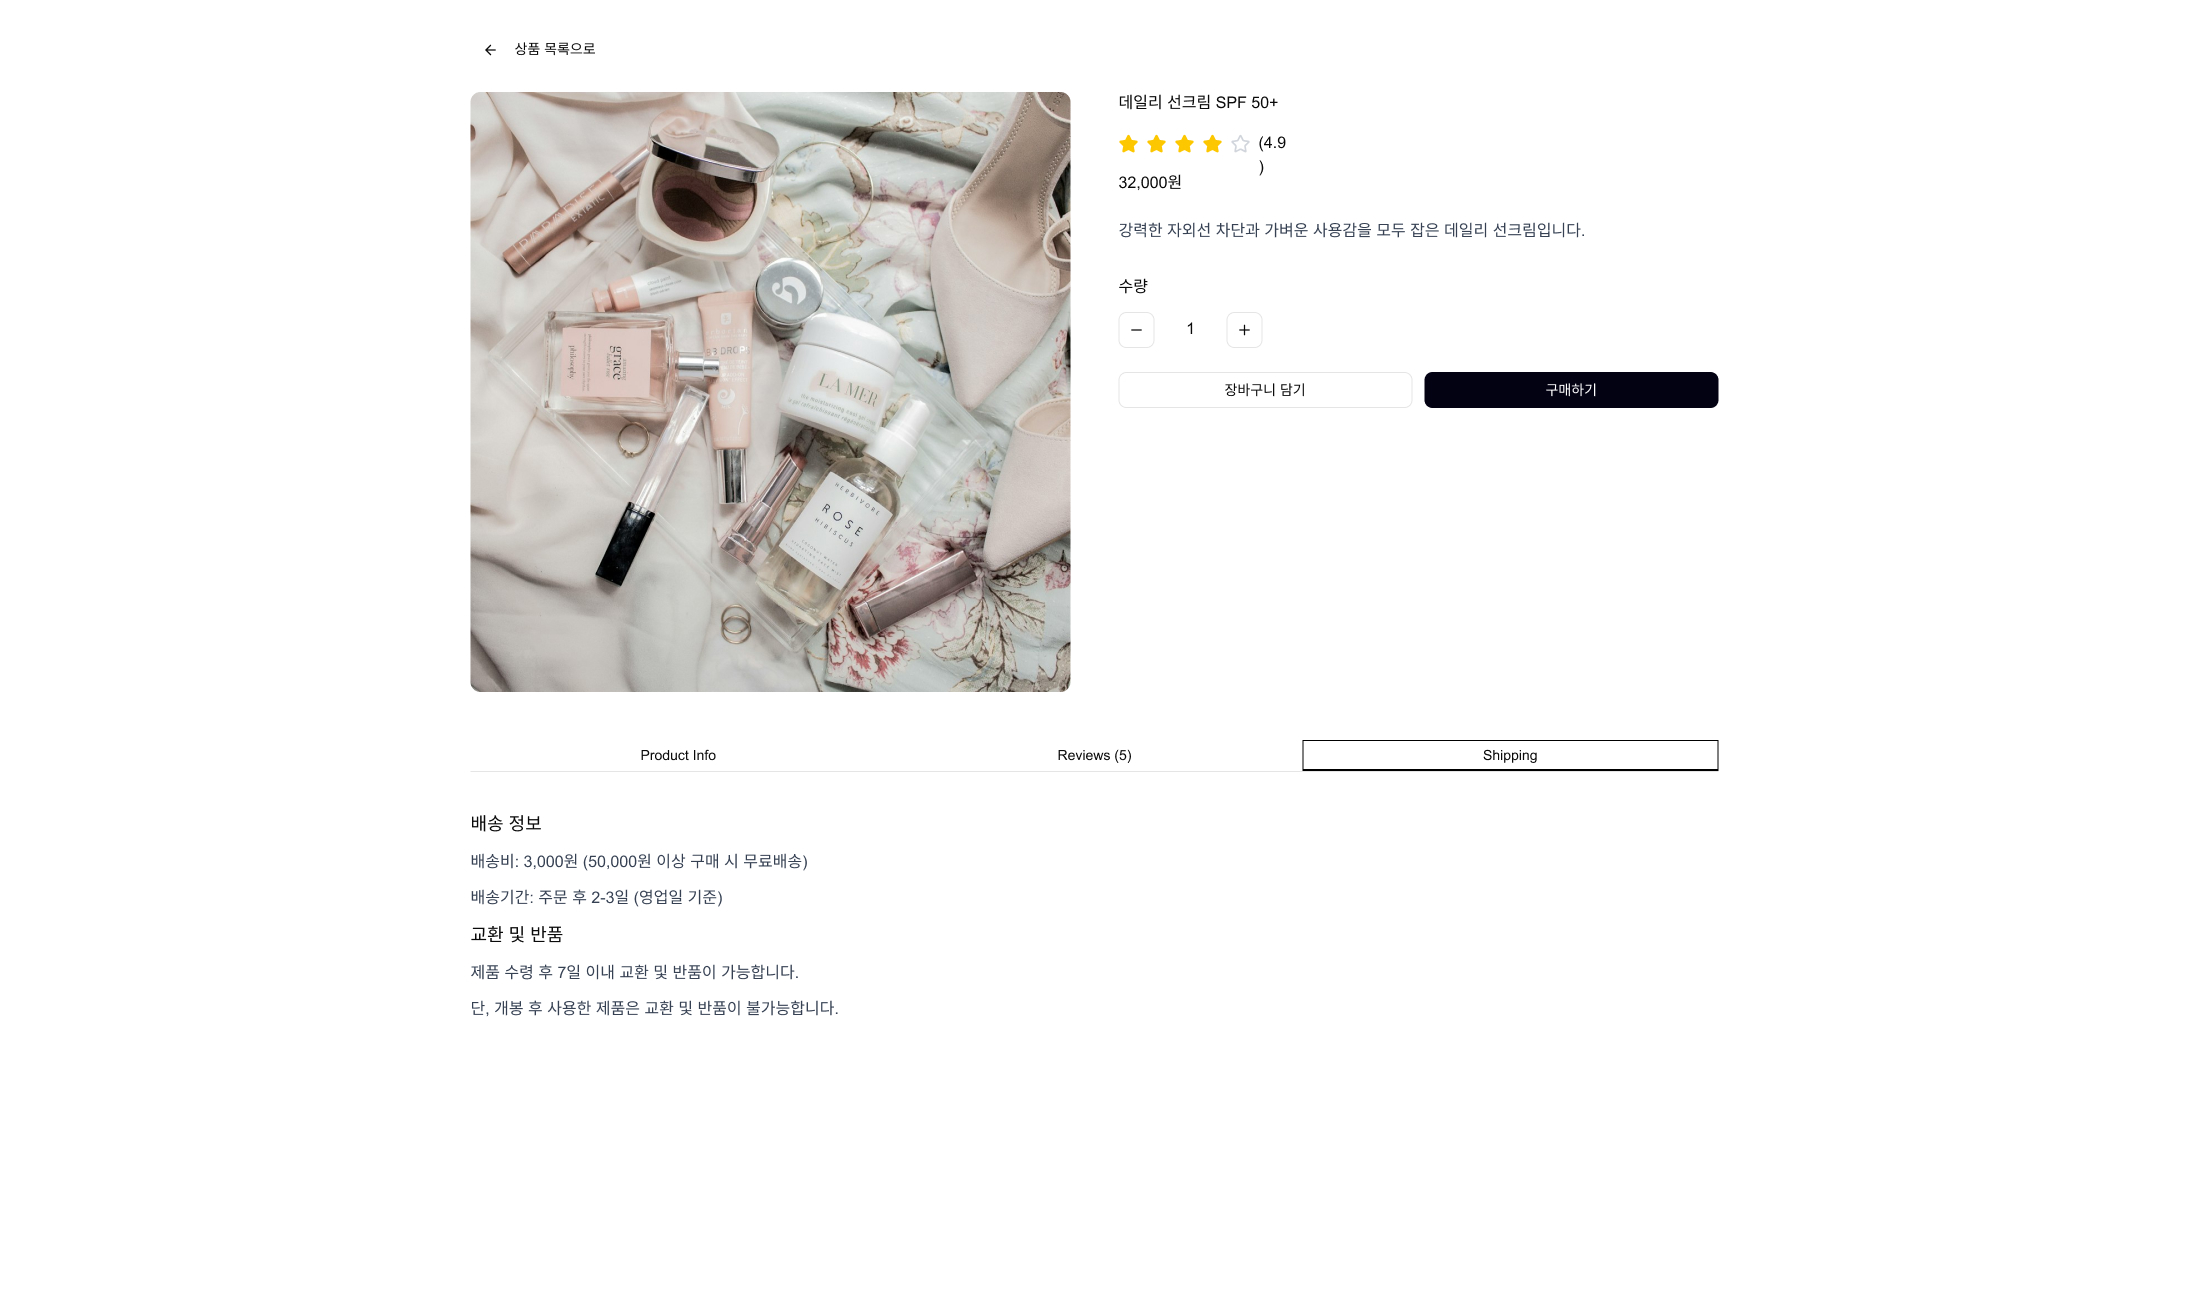 상품 목록으로
데일리 선크림 SPF 50+
(4.9
)
32,000원
강력한 자외선 차단과 가벼운 사용감을 모두 잡은 데일리 선크림입니다.
수량
1
장바구니 담기
구매하기
grace
philosophy
BB DROP
LA MER
HERBIVORE
ROSE
HIBISCUS
Product Info
Reviews (5)
Shipping
배송 정보
배송비: 3,000원 (50,000원 이상 구매 시 무료배송)
배송기간: 주문 후 2-3일 (영업일 기준)
교환 및 반품
제품 수령 후 7일 이내 교환 및 반품이 가능합니다.
단, 개봉 후 사용한 제품은 교환 및 반품이 불가능합니다.